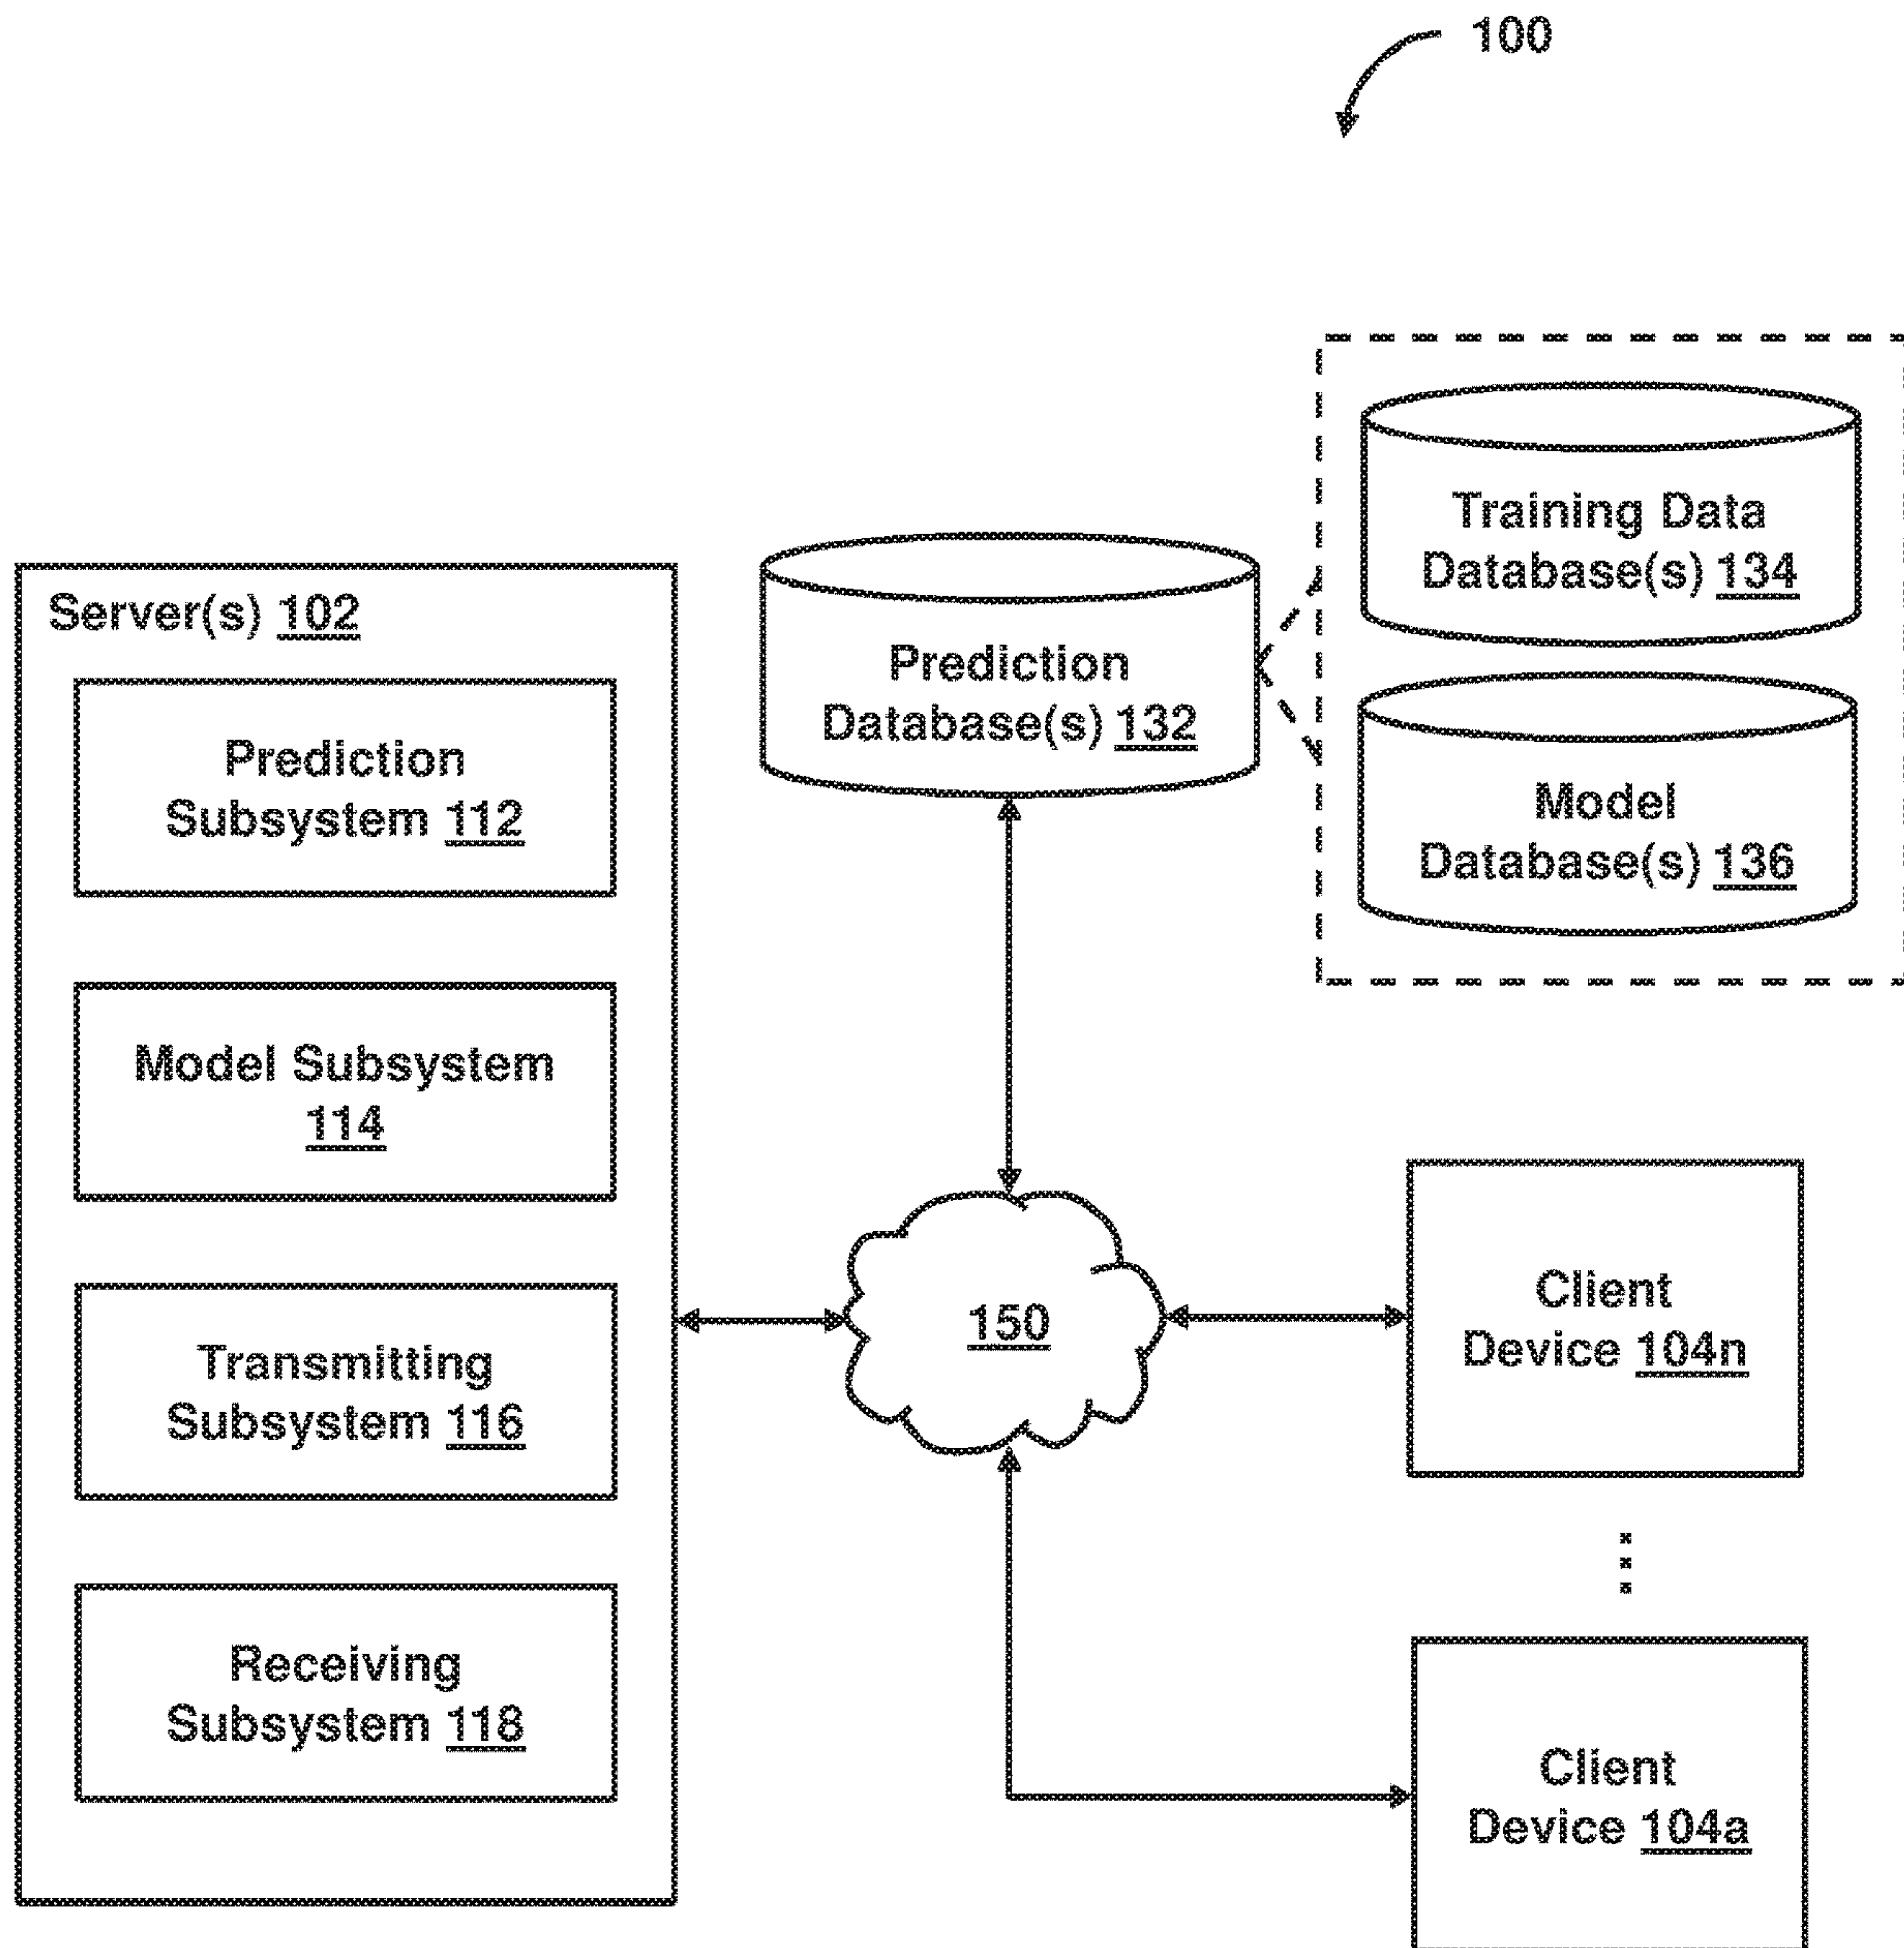 100
Server(s) 102
Prediction
Subsystem 112
Model Subsystem
114
Transmitting
Subsystem 116
Receiving
Subsystem 118
Prediction
Database(s) 132
Training Data
Database(s) 134
Model
Database(s) 136
150
Client
Device 104n
Client
Device 104a